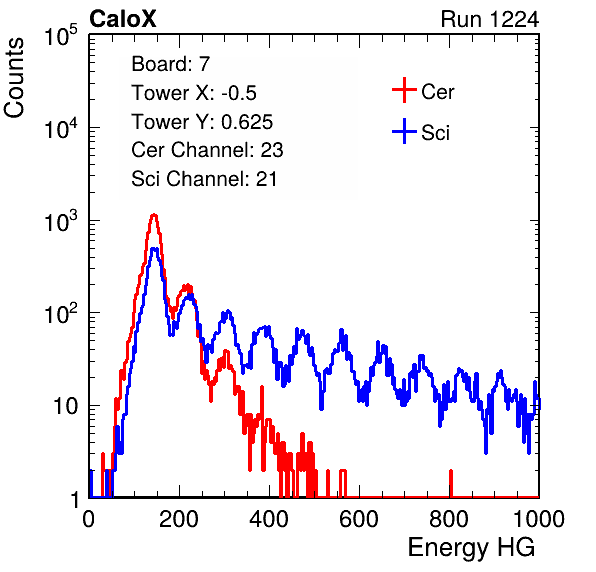 CaloX Run 1224
Counts
Board: 7
Tower X: -0.5
Tower Y: 0.625
Cer Channel: 23
Sci Channel: 21
Cer
Sci
10^5
10^4
10^3
10^2
10
1
0 200 400 600 800 1000
Energy HG